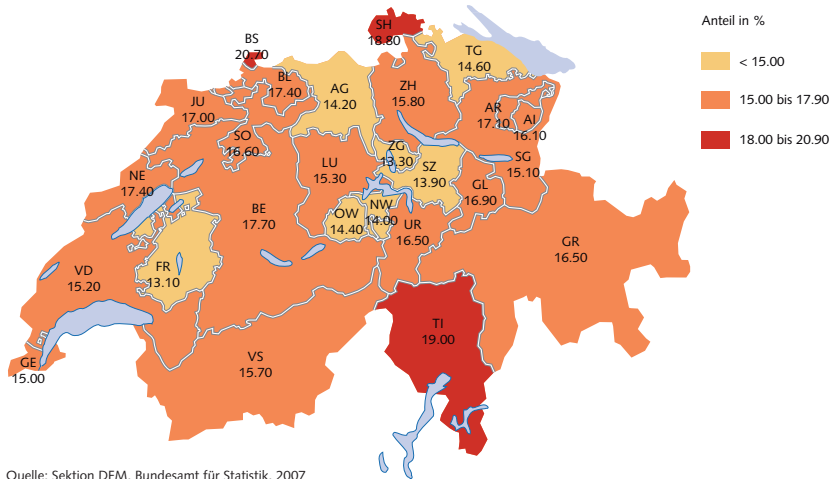 Anteil in %
< 15.00
15.00 bis 17.90
18.00 bis 20.90
SH
18.80
BS
20.70
TG
14.60
BL
17.40
AG
14.20
ZH
15.80
JU
17.00
AR
17.10
AI
16.10
SO
16.60
ZG
13.30
SZ
13.90
SG
15.10
LU
15.30
NE
17.40
GL
16.90
BE
17.70
OW
14.40
NW
14.00
UR
16.50
GR
16.50
FR
13.10
VD
15.20
TI
19.00
GE
15.00
VS
15.70
Quelle: Sektion DEM, Bundesamt für Statistik, 2007